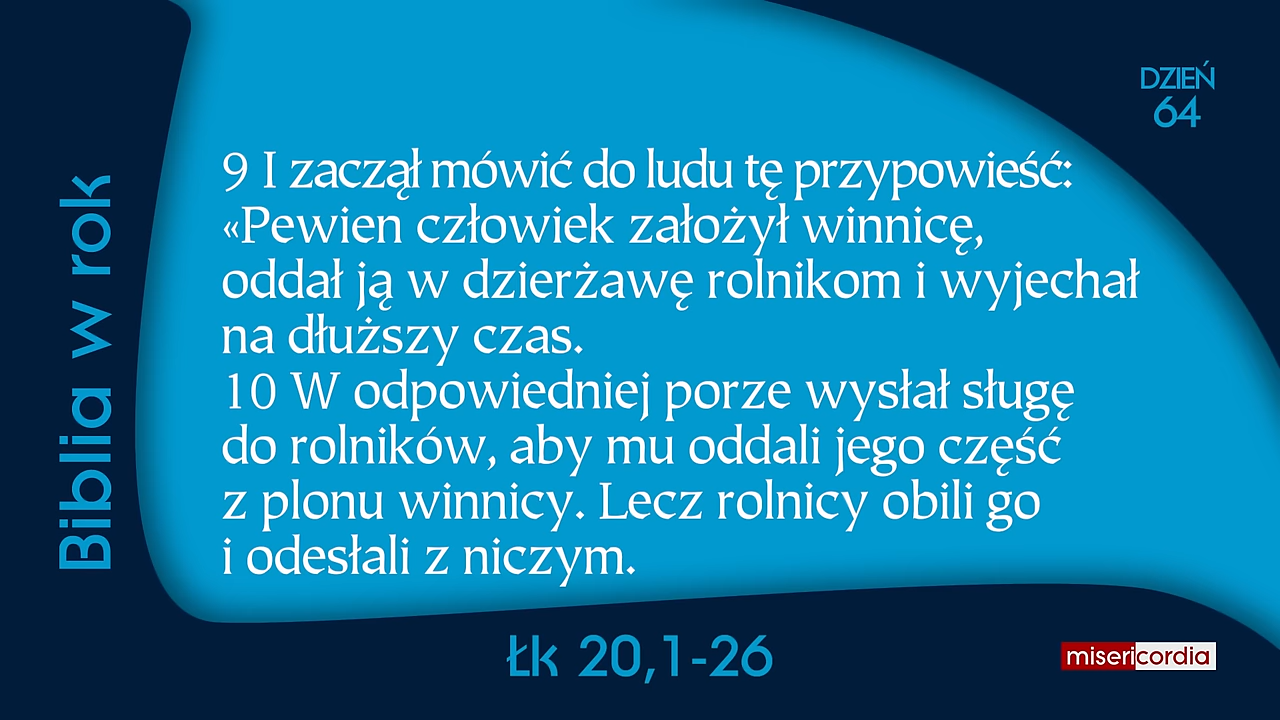 DZIEŃ
64
Biblia w rok
9 I zaczął mówić do ludu tę przypowieść:
«Pewien człowiek założył winnicę,
oddał ją w dzierżawę rolnikom i wyjechał
na dłuższy czas.
10 W odpowiedniej porze wysłał sługę
do rolników, aby mu oddali jego część
z plonu winnicy. Lecz rolnicy obili go
i odesłali z niczym.
Łk 20,1-26
misericordia